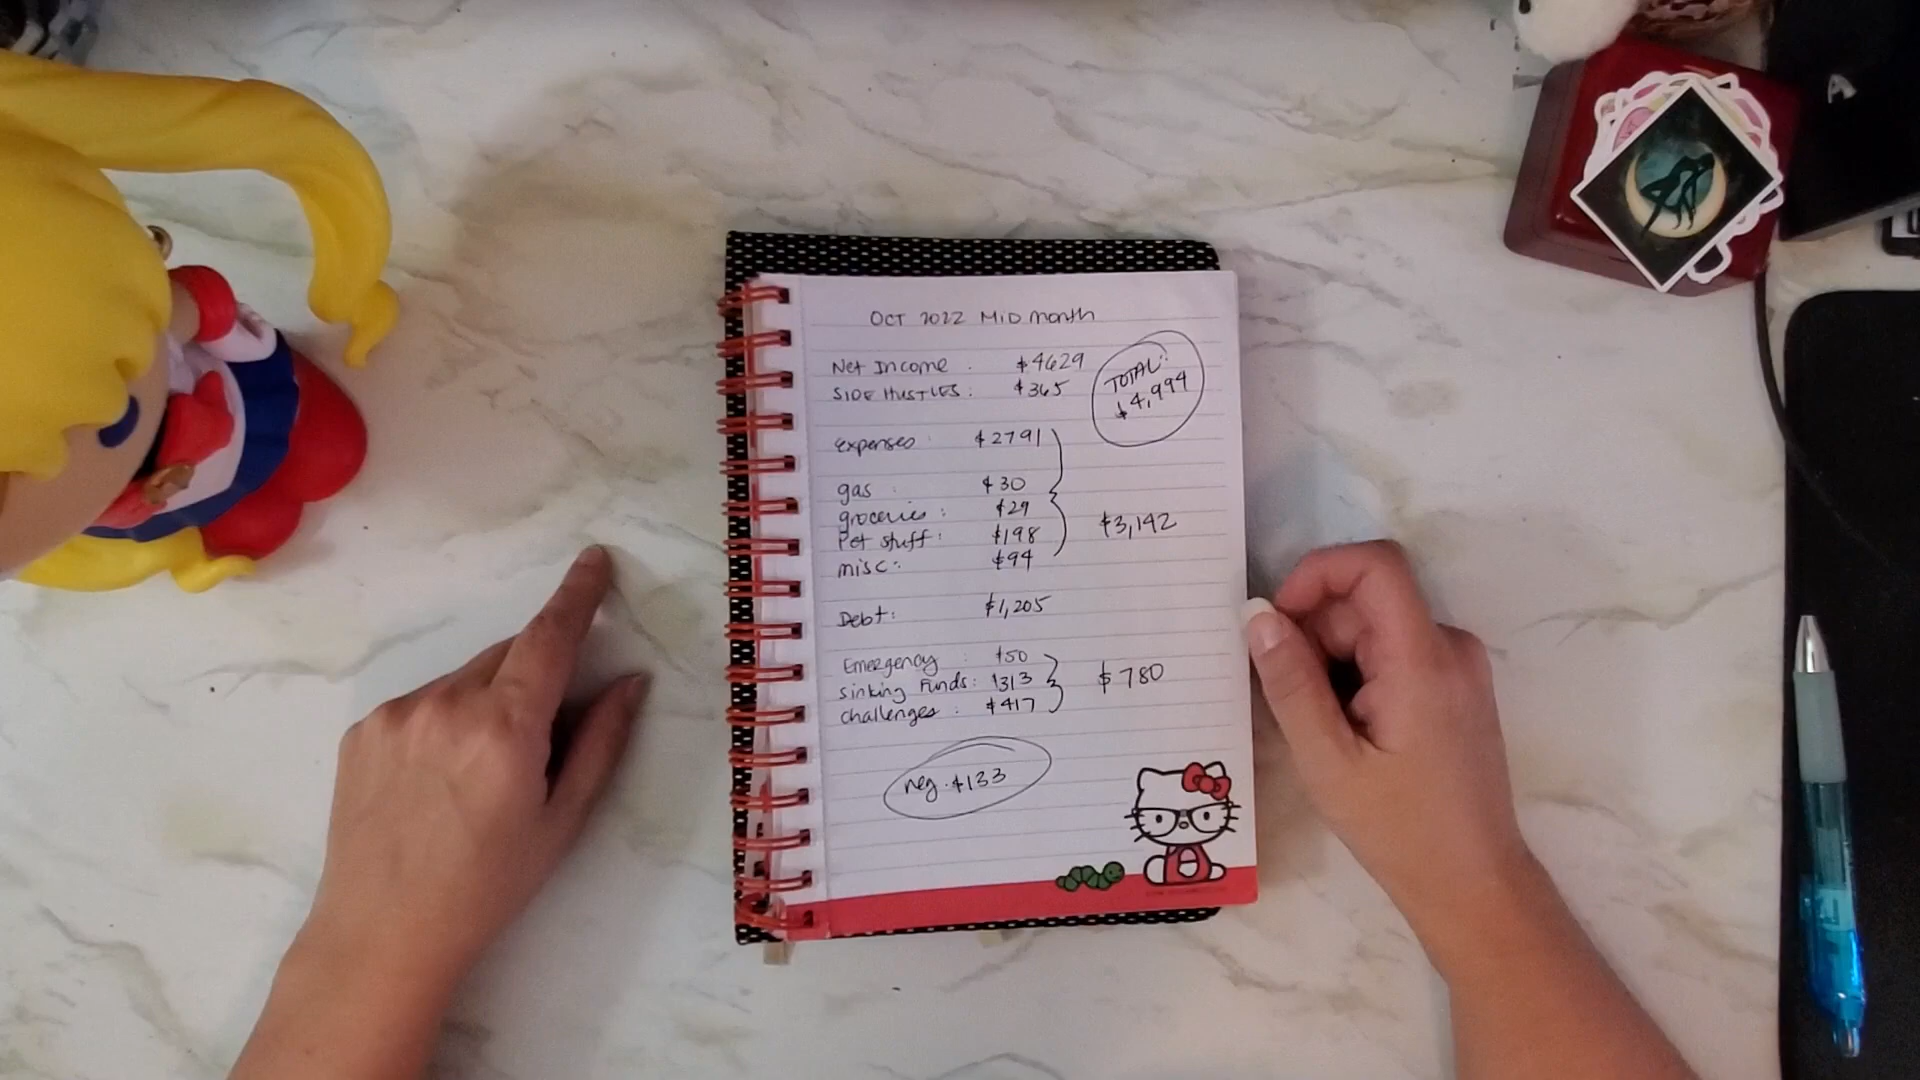 OCT 2022 MID month
Net Income . $4629
SIDE HUSTLES: $365
TOTAL:
$4,994
expenses : $2791
gas : $30
groceries : $29
Pet stuff: $198
misc: $94
$3,142
Debt: $1,205
Emergency : $50
sinking Funds: $313
challenges : $417
$780
neg. $133
A